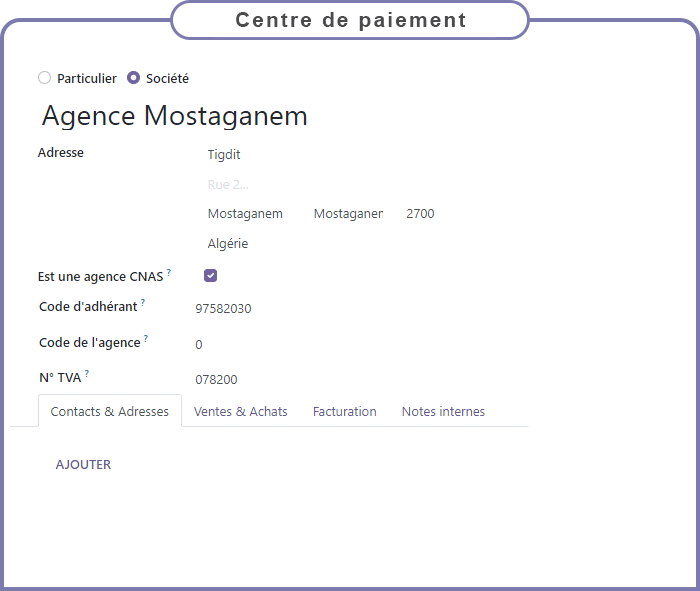 Centre de paiement
Particulier Société
Agence Mostaganem
Adresse Tigdit
Rue 2...
Mostaganem Mostaganer 2700
Algérie
Est une agence CNAS ?
Code d'adhérant ? 97582030
Code de l'agence ? 0
N° TVA ? 078200
Contacts & Adresses Ventes & Achats Facturation Notes internes
AJOUTER